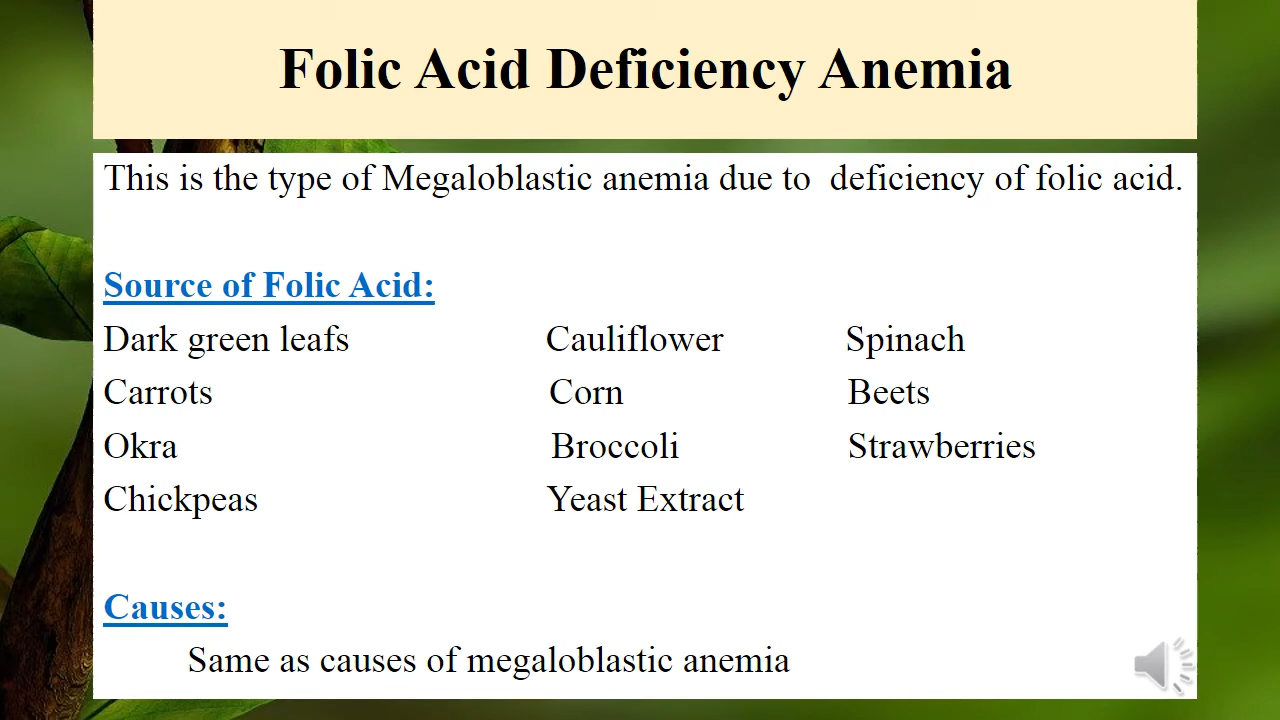 Folic Acid Deficiency Anemia
This is the type of Megaloblastic anemia due to  deficiency of folic acid.
Source of Folic Acid:
Dark green leafs Cauliflower Spinach
Carrots Corn Beets
Okra Broccoli Strawberries
Chickpeas Yeast Extract
Causes:
Same as causes of megaloblastic anemia